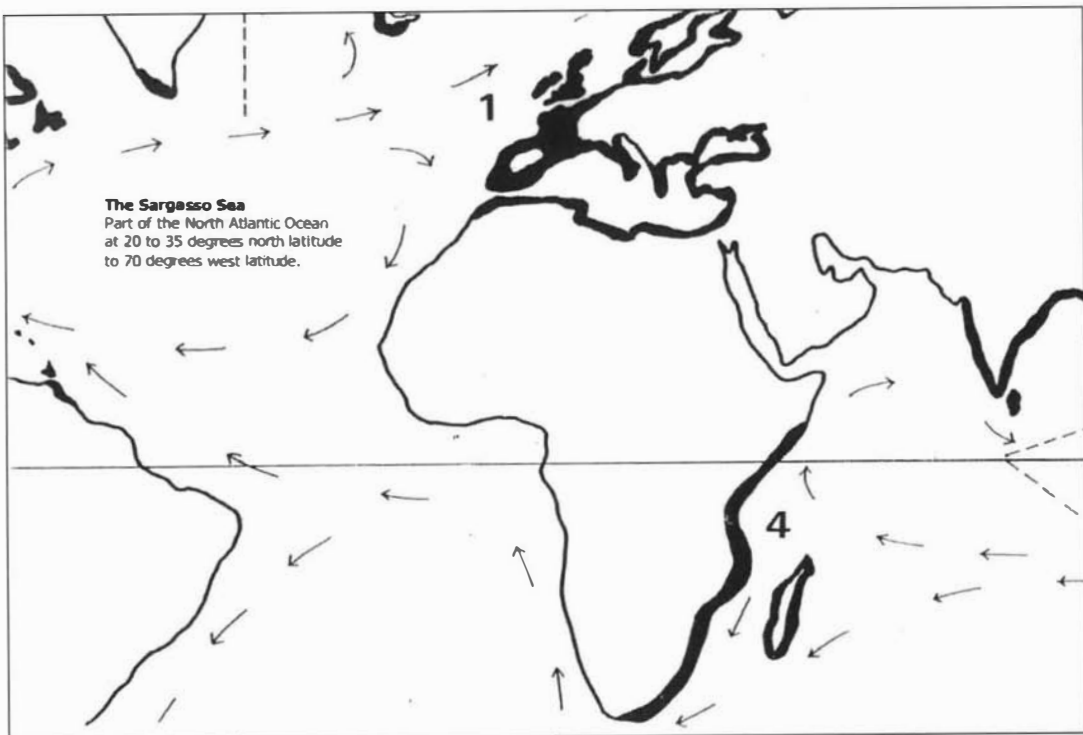 1
The Sargasso Sea
Part of the North Atlantic Ocean
at 20 to 35 degrees north latitude
to 70 degrees west latitude.
4